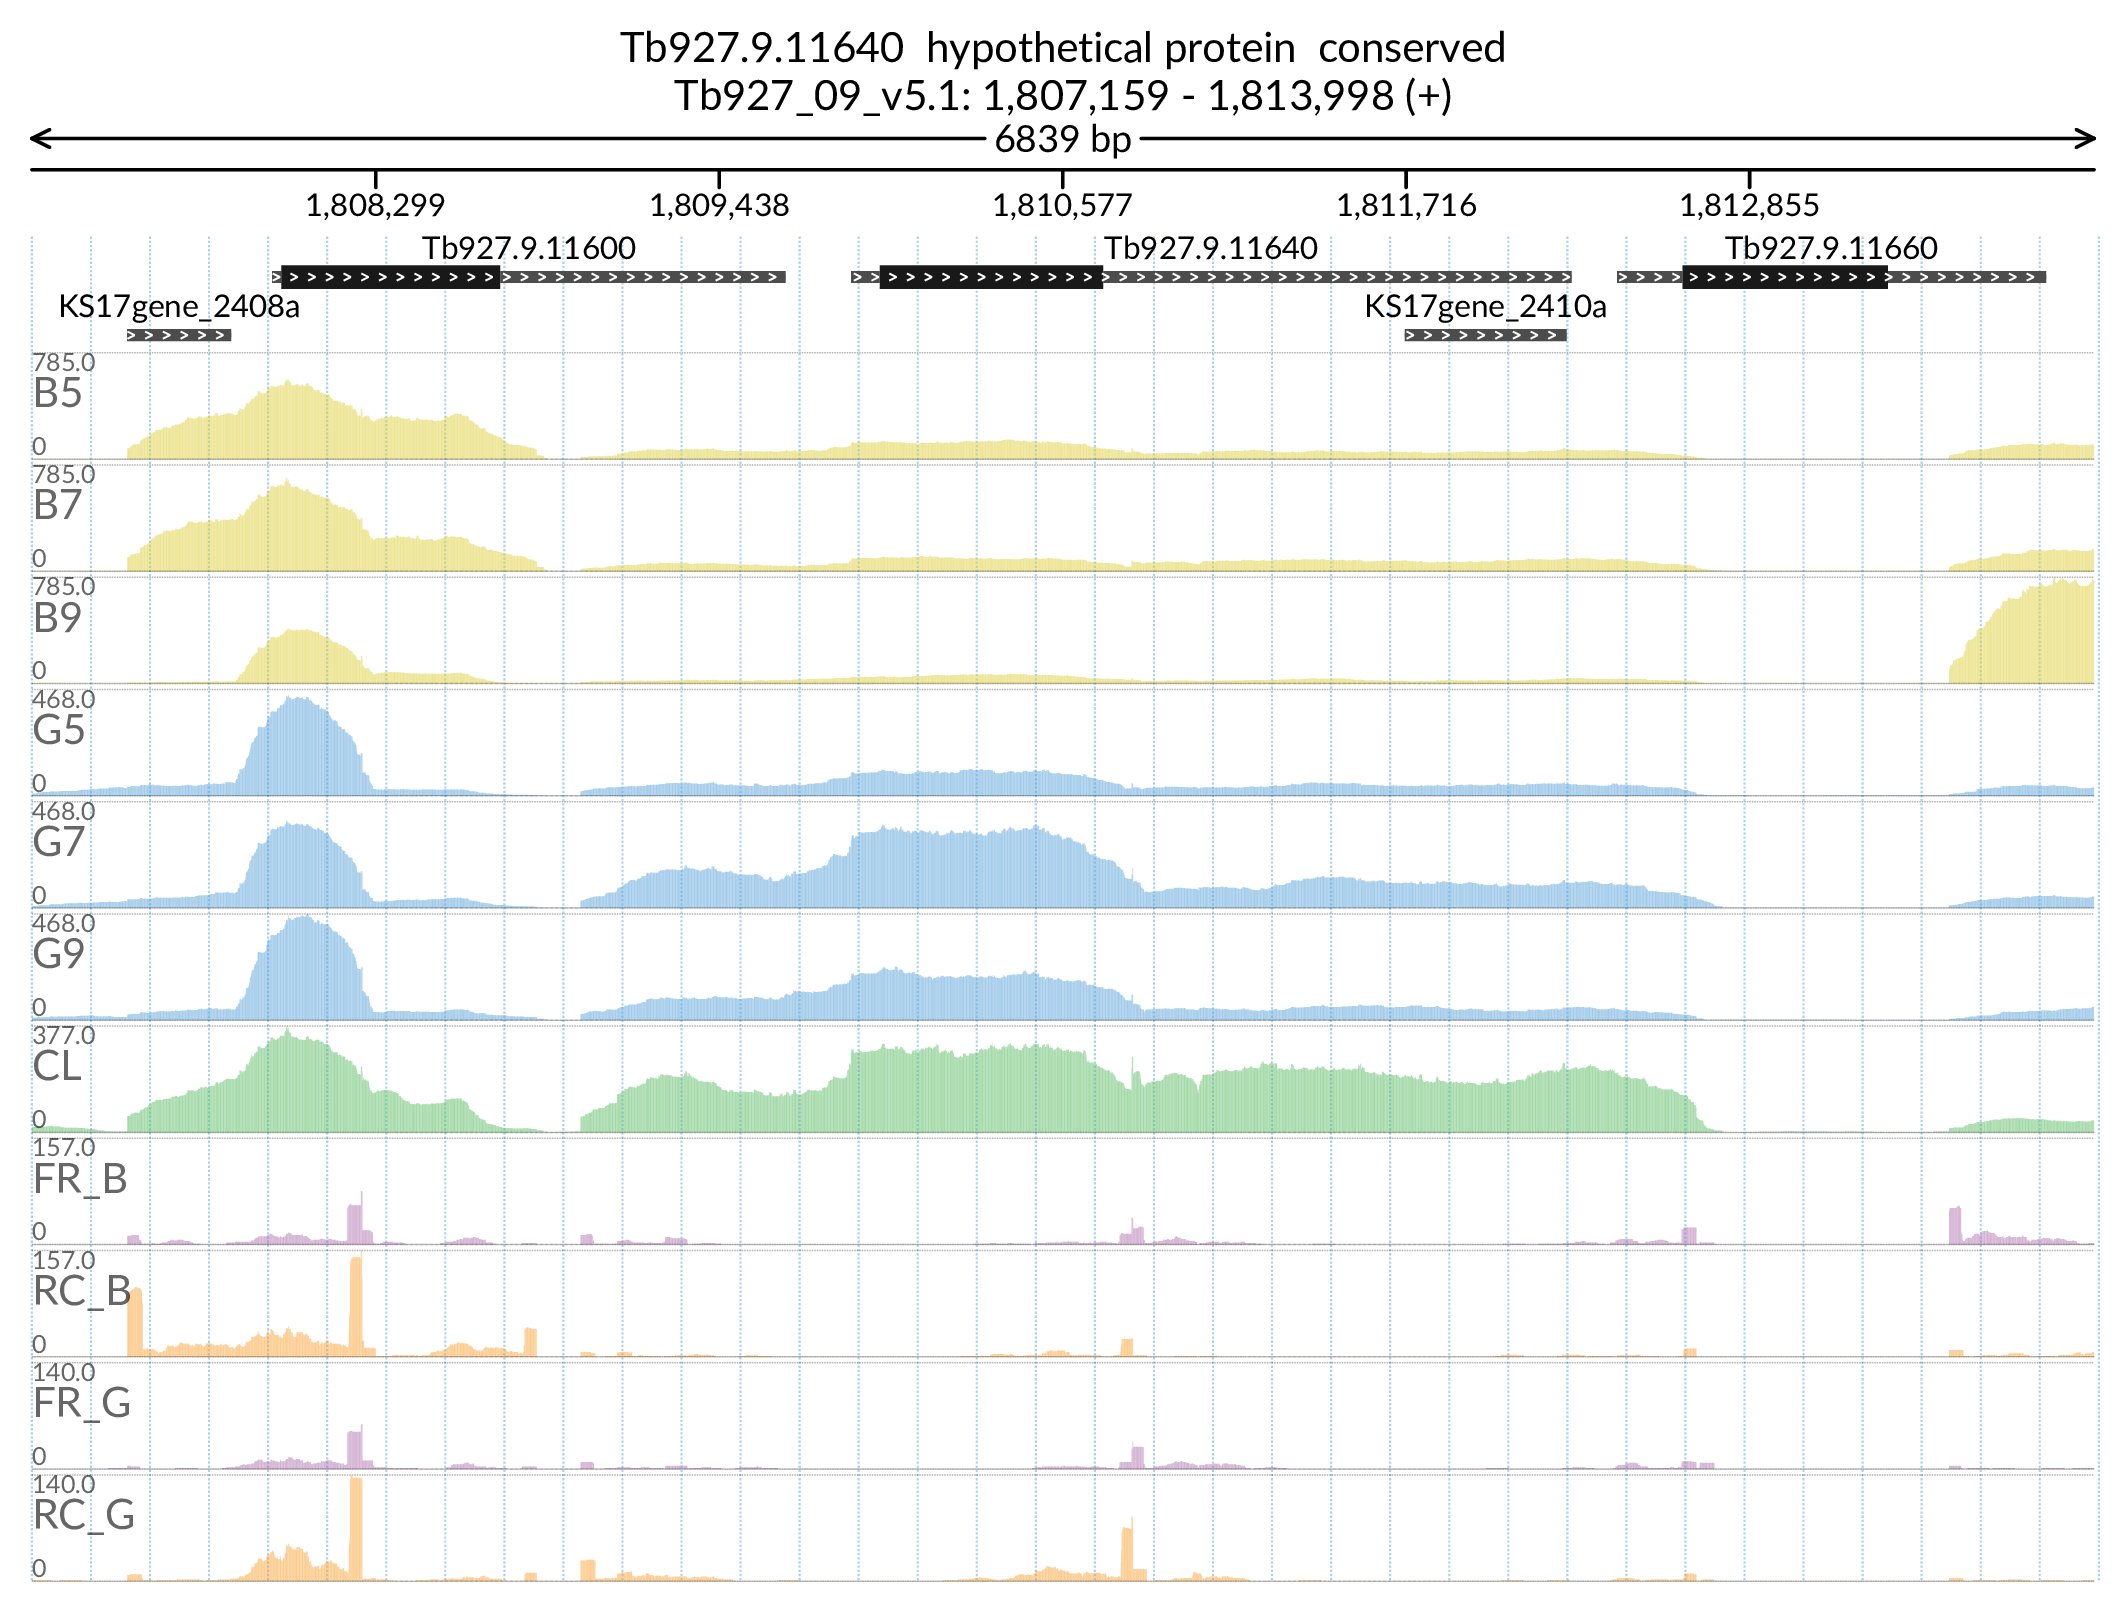 Tb927.9.11640  hypothetical protein  conserved
Tb927_09_v5.1: 1,807,159 - 1,813,998 (+)
6839 bp
1,808,299 1,809,438 1,810,577 1,811,716 1,812,855
Tb927.9.11600 Tb927.9.11640 Tb927.9.11660
KS17gene_2408a KS17gene_2410a
785.0
B5
0
785.0
B7
0
785.0
B9
0
468.0
G5
0
468.0
G7
0
468.0
G9
0
377.0
CL
0
157.0
FR_B
0
157.0
RC_B
0
140.0
FR_G
0
140.0
RC_G
0